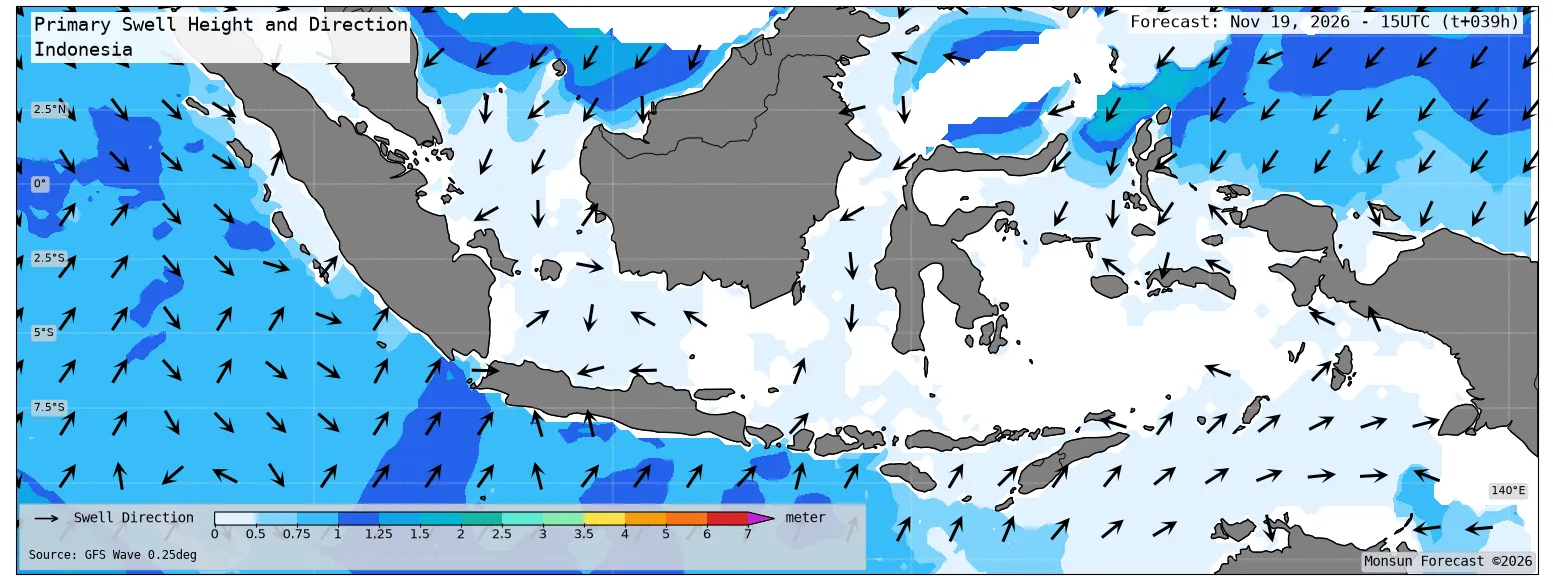 Primary Swell Height and Direction
Indonesia
Forecast: Nov 19, 2026 - 15UTC (t+039h)
2.5°N
0°
2.5°S
5°S
7.5°S
140°E
Swell Direction
0 0.5 0.75 1 1.25 1.5 2 2.5 3 3.5 4 5 6 7
meter
Source: GFS Wave 0.25deg
Monsun Forecast ©2026